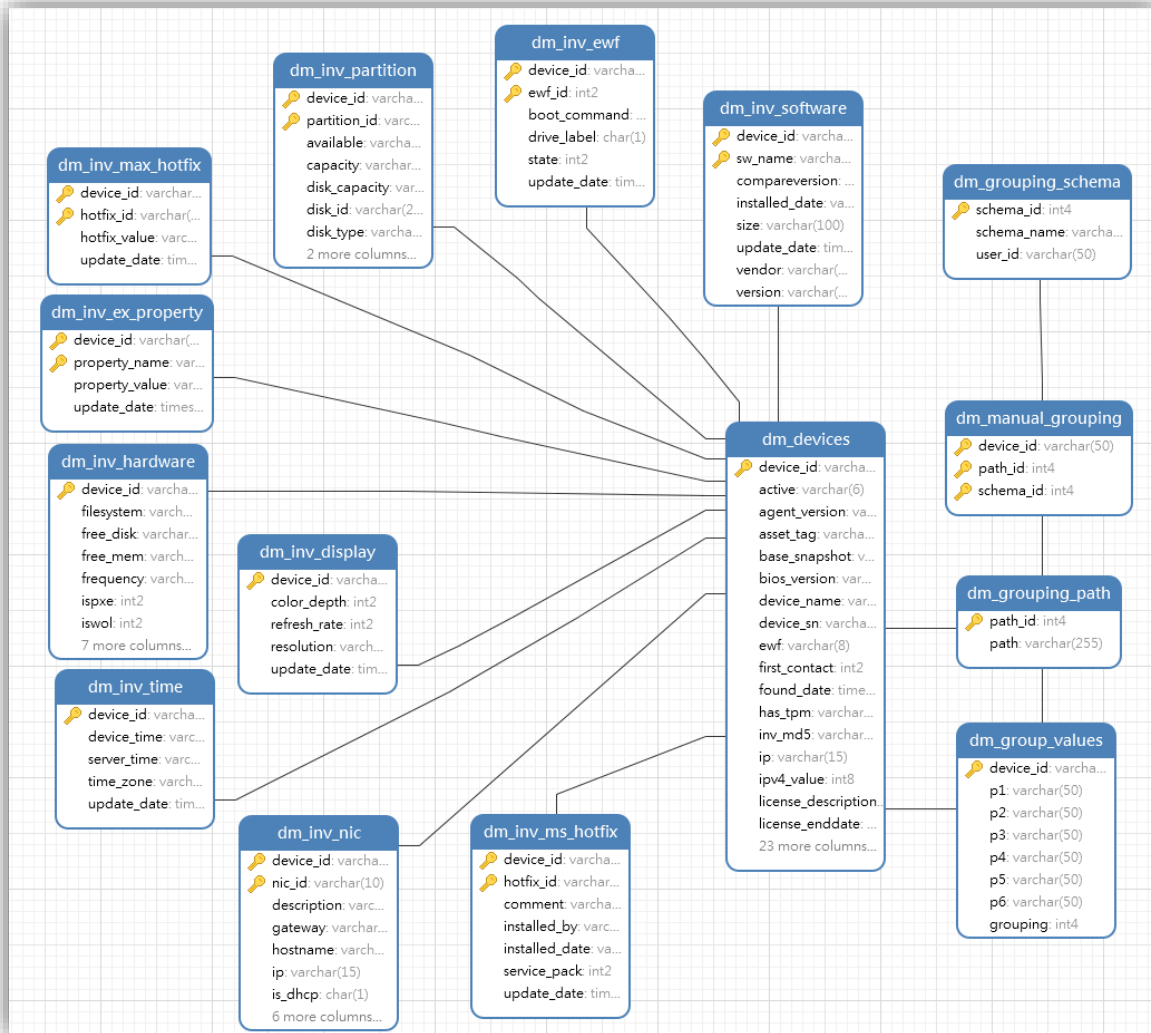 dm_inv_ewf
device_id: varcha...
ewf_id: int2
boot_command: ...
drive_label: char(1)
state: int2
update_date: tim...
dm_inv_partition
device_id: varcha...
partition_id: varc...
available: varcha...
capacity: varchar...
disk_capacity: var...
disk_id: varchar(2...
disk_type: varcha...
2 more columns...
dm_inv_software
device_id: varcha...
sw_name: varcha...
compareversion: ...
installed_date: va...
size: varchar(100)
update_date: tim...
vendor: varchar(...
version: varchar(...
dm_inv_max_hotfix
device_id: varchar...
hotfix_id: varchar(...
hotfix_value: varc...
update_date: tim...
dm_grouping_schema
schema_id: int4
schema_name: varcha...
user_id: varchar(50)
dm_inv_ex_property
device_id: varchar(...
property_name: var...
property_value: var...
update_date: times...
dm_manual_grouping
device_id: varchar(50)
path_id: int4
schema_id: int4
dm_devices
device_id: varcha...
active: varchar(6)
agent_version: va...
asset_tag: varcha...
base_snapshot: v...
bios_version: var...
device_name: var...
device_sn: varcha...
ewf: varchar(8)
first_contact: int2
found_date: time...
has_tpm: varchar...
inv_md5: varchar...
ip: varchar(15)
ipv4_value: int8
license_description...
license_enddate: ...
23 more columns...
dm_inv_hardware
device_id: varcha...
filesystem: varch...
free_disk: varchar...
free_mem: varch...
frequency: varch...
ispxe: int2
iswol: int2
7 more columns...
dm_inv_display
device_id: varcha...
color_depth: int2
refresh_rate: int2
resolution: varch...
update_date: tim...
dm_grouping_path
path_id: int4
path: varchar(255)
dm_inv_time
device_id: varcha...
device_time: varc...
server_time: varc...
time_zone: varch...
update_date: tim...
dm_group_values
device_id: varcha...
p1: varchar(50)
p2: varchar(50)
p3: varchar(50)
p4: varchar(50)
p5: varchar(50)
p6: varchar(50)
grouping: int4
dm_inv_nic
device_id: varcha...
nic_id: varchar(10)
description: varc...
gateway: varchar...
hostname: varch...
ip: varchar(15)
is_dhcp: char(1)
6 more columns...
dm_inv_ms_hotfix
device_id: varcha...
hotfix_id: varchar...
comment: varcha...
installed_by: varc...
installed_date: va...
service_pack: int2
update_date: tim...